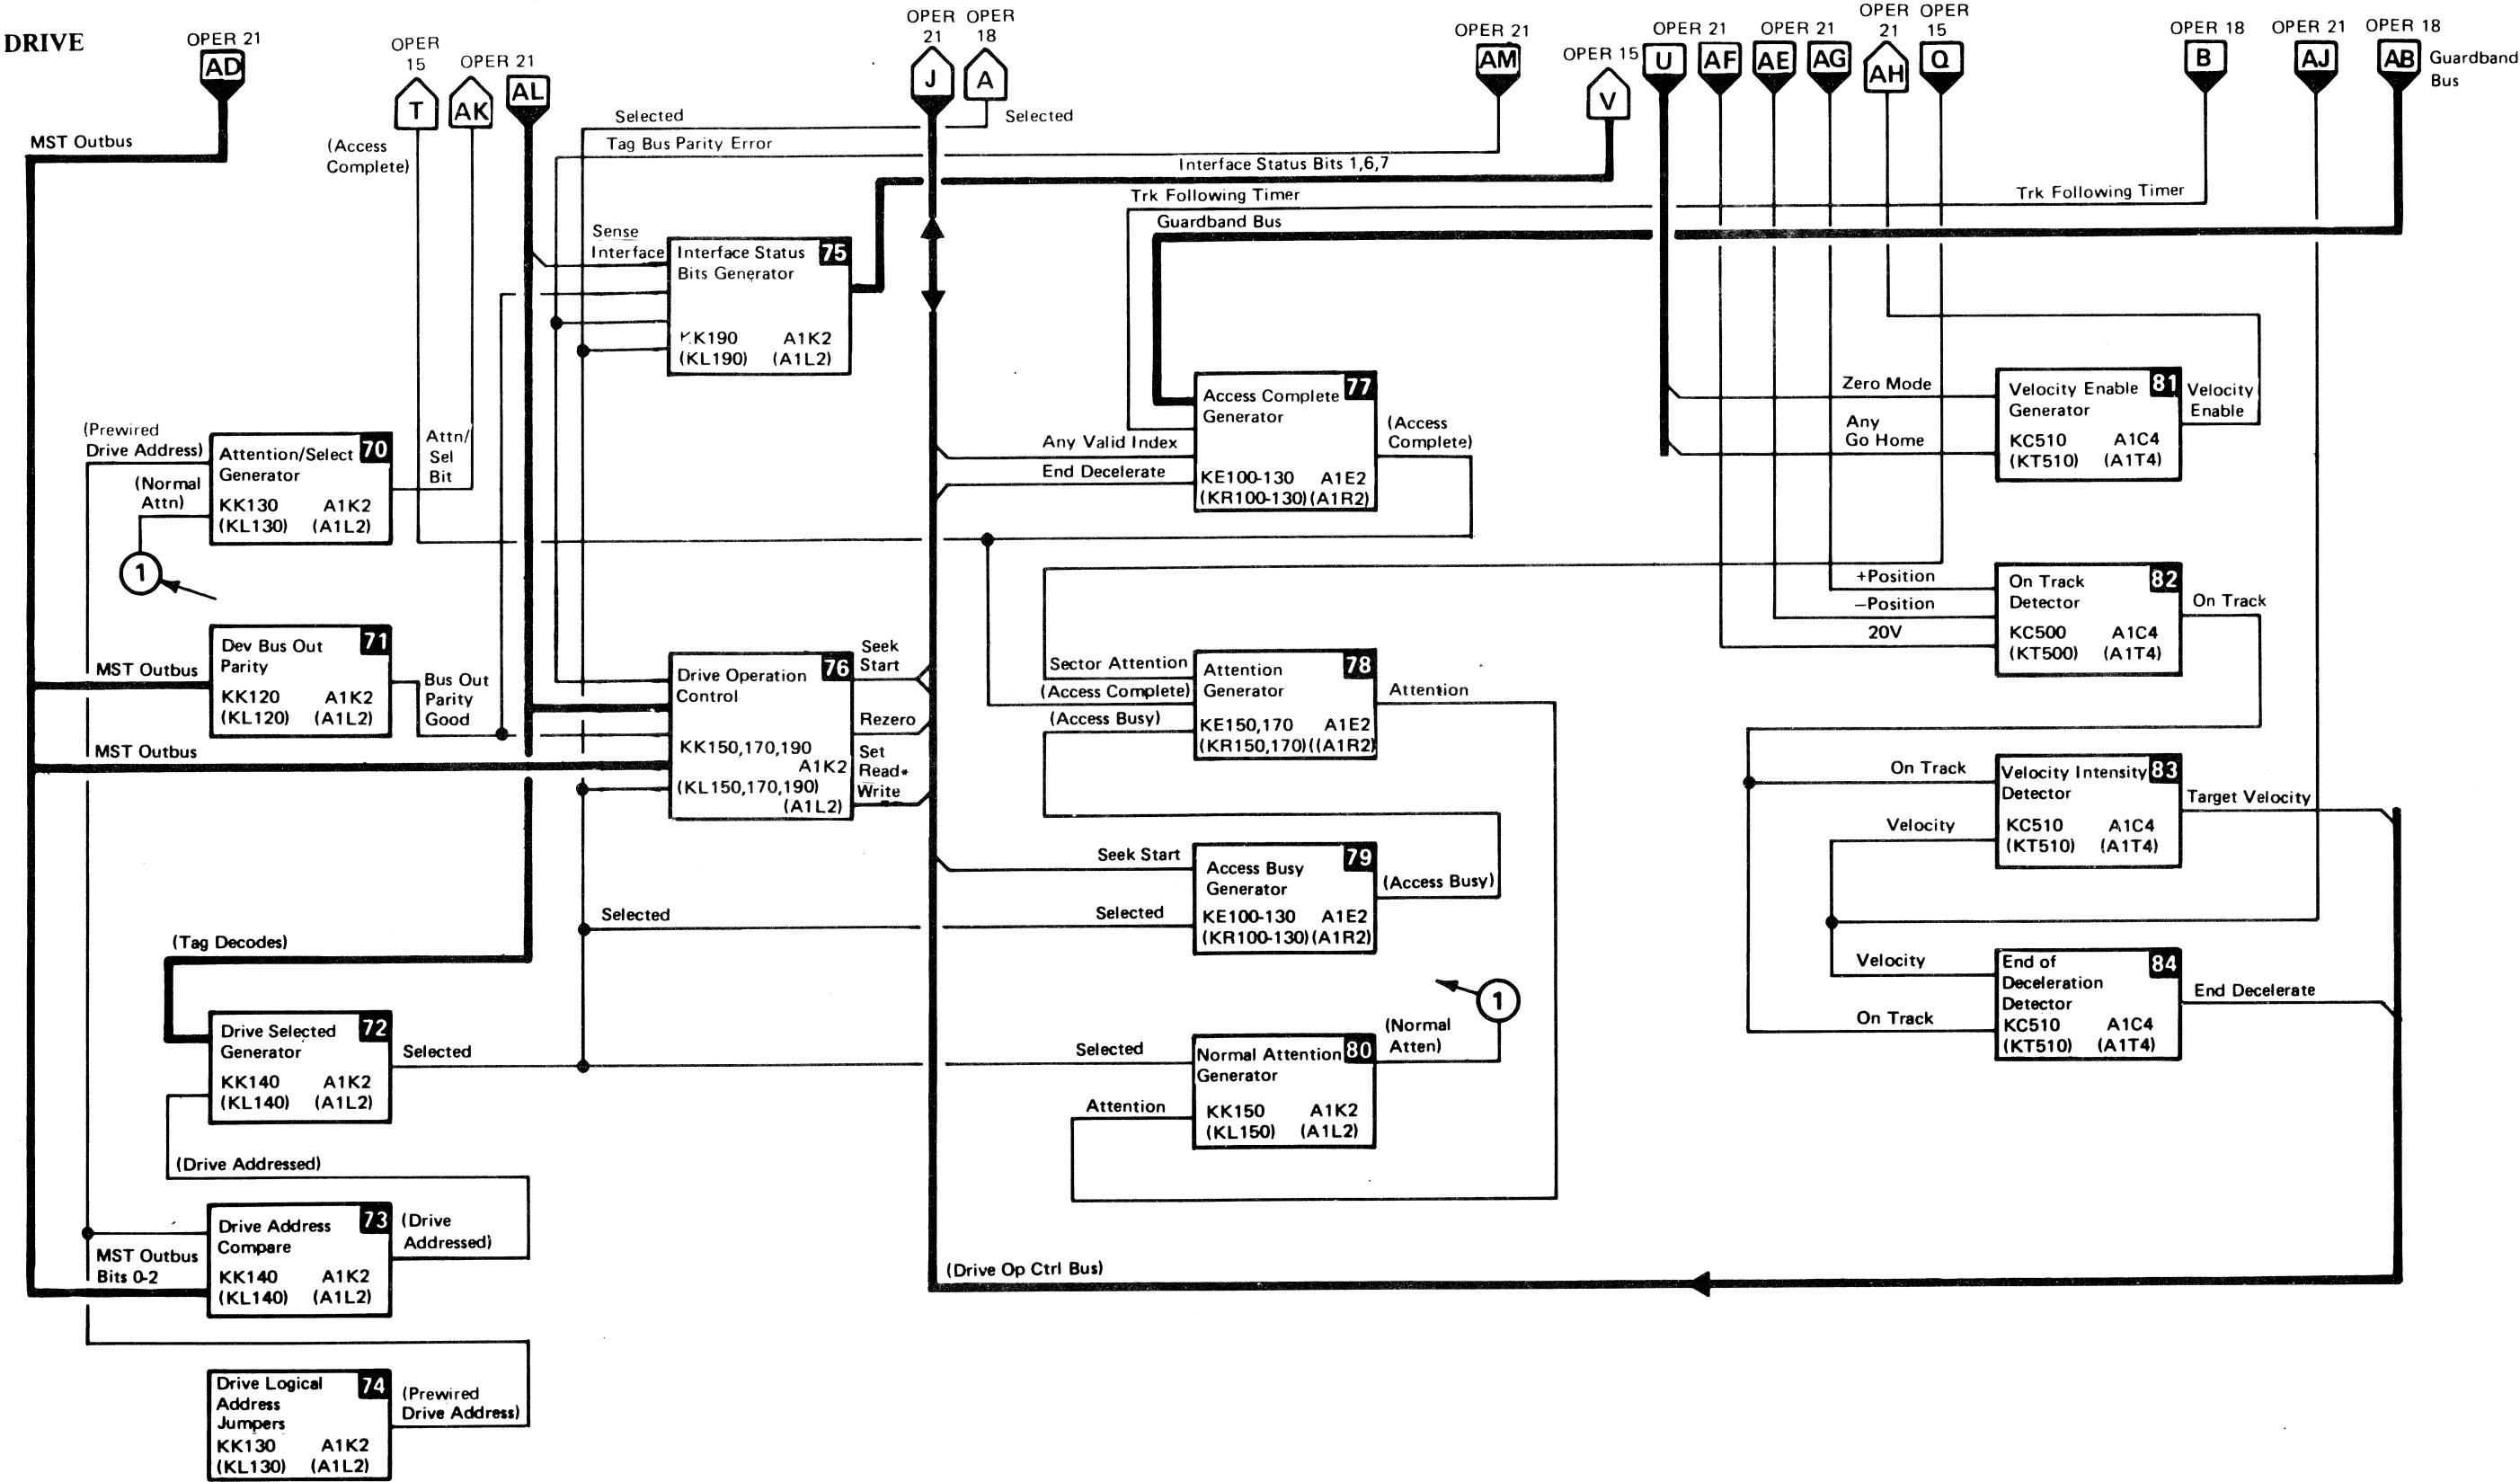 DRIVE
OPER 21
AD
OPER
15
T
OPER 21
AK
AL
OPER
21
J
OPER
18
A
OPER 21
AM
OPER 15
V
OPER 21
U
AF
OPER 21
AE
AG
OPER
21
AH
OPER
15
Q
OPER 18
B
OPER 21
AJ
OPER 18
AB
Guardband
Bus
MST Outbus
(Access
Complete)
Selected
Selected
Tag Bus Parity Error
Interface Status Bits 1,6,7
Trk Following Timer
Trk Following Timer
Guardband Bus
Sense
Interface
Interface Status
Bits Generator
75
KK190 A1K2
(KL190) (A1L2)
(Prewired
Drive Address)
(Normal
Attn)
1
Attention/Select
Generator
70
KK130 A1K2
(KL130) (A1L2)
Attn/
Sel
Bit
Any Valid Index
End Decelerate
Access Complete
Generator
77
KE100-130 A1E2
(KR100-130) (A1R2)
(Access
Complete)
Zero Mode
Any
Go Home
Velocity Enable
Generator
81
KC510 A1C4
(KT510) (A1T4)
Velocity
Enable
MST Outbus
Dev Bus Out
Parity
71
KK120 A1K2
(KL120) (A1L2)
Bus Out
Parity
Good
MST Outbus
Drive Operation
Control
76
KK150,170,190
A1K2
(KL150,170,190)
(A1L2)
Seek
Start
Rezero
Set
Read*
Write
Sector Attention
(Access Complete)
(Access Busy)
Attention
Generator
78
KE150,170 A1E2
(KR150,170) ((A1R2)
Attention
+Position
−Position
20V
On Track
Detector
82
KC500 A1C4
(KT500) (A1T4)
On Track
On Track
Velocity
Velocity Intensity
Detector
83
KC510 A1C4
(KT510) (A1T4)
Target Velocity
Seek Start
Selected
Selected
Access Busy
Generator
79
KE100-130 A1E2
(KR100-130) (A1R2)
(Access Busy)
Velocity
On Track
End of
Deceleration
Detector
84
KC510 A1C4
(KT510) (A1T4)
End Decelerate
(Tag Decodes)
Drive Selected
Generator
72
KK140 A1K2
(KL140) (A1L2)
Selected
Selected
Attention
Normal Attention
Generator
80
KK150 A1K2
(KL150) (A1L2)
(Normal
Atten)
1
(Drive Addressed)
MST Outbus
Bits 0-2
Drive Address
Compare
73
KK140 A1K2
(KL140) (A1L2)
(Drive
Addressed)
(Drive Op Ctrl Bus)
Drive Logical
Address
Jumpers
74
KK130 A1K2
(KL130) (A1L2)
(Prewired
Drive Address)